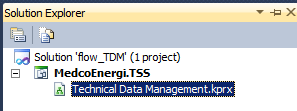 Solution Explorer
Solution 'flow_TDM' (1 project)
MedcoEnergi.TSS
Technical Data Management.kprx